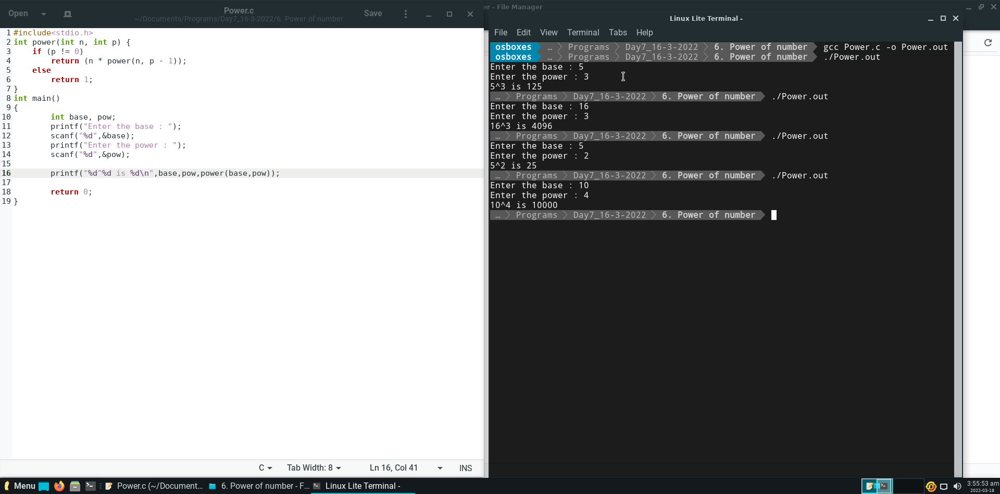 Open
Power.c
~/Documents/Programs/Day7_16-3-2022/6. Power of number
Save
1 #include<stdio.h>
2 int power(int n, int p) {
3     if (p != 0)
4         return (n * power(n, p - 1));
5     else
6         return 1;
7 }
8 int main()
9 {
10         int base, pow;
11         printf("Enter the base : ");
12         scanf("%d",&base);
13         printf("Enter the power : ");
14         scanf("%d",&pow);
15
16         printf("%d^%d is %d\n",base,pow,power(base,pow));
17
18         return 0;
19 }
C
Tab Width: 8
Ln 16, Col 41
INS
er - File Manager
Linux Lite Terminal -
File Edit View Terminal Tabs Help
osboxes … Programs Day7_16-3-2022 6. Power of number gcc Power.c -o Power.out
osboxes … Programs Day7_16-3-2022 6. Power of number ./Power.out
Enter the base : 5
Enter the power : 3
5^3 is 125
… Programs Day7_16-3-2022 6. Power of number ./Power.out
Enter the base : 16
Enter the power : 3
16^3 is 4096
… Programs Day7_16-3-2022 6. Power of number ./Power.out
Enter the base : 5
Enter the power : 2
5^2 is 25
… Programs Day7_16-3-2022 6. Power of number ./Power.out
Enter the base : 10
Enter the power : 4
10^4 is 10000
… Programs Day7_16-3-2022 6. Power of number
Menu
Power.c (~/Document...
6. Power of number - F...
Linux Lite Terminal -
3:55:53 am
2022-03-18